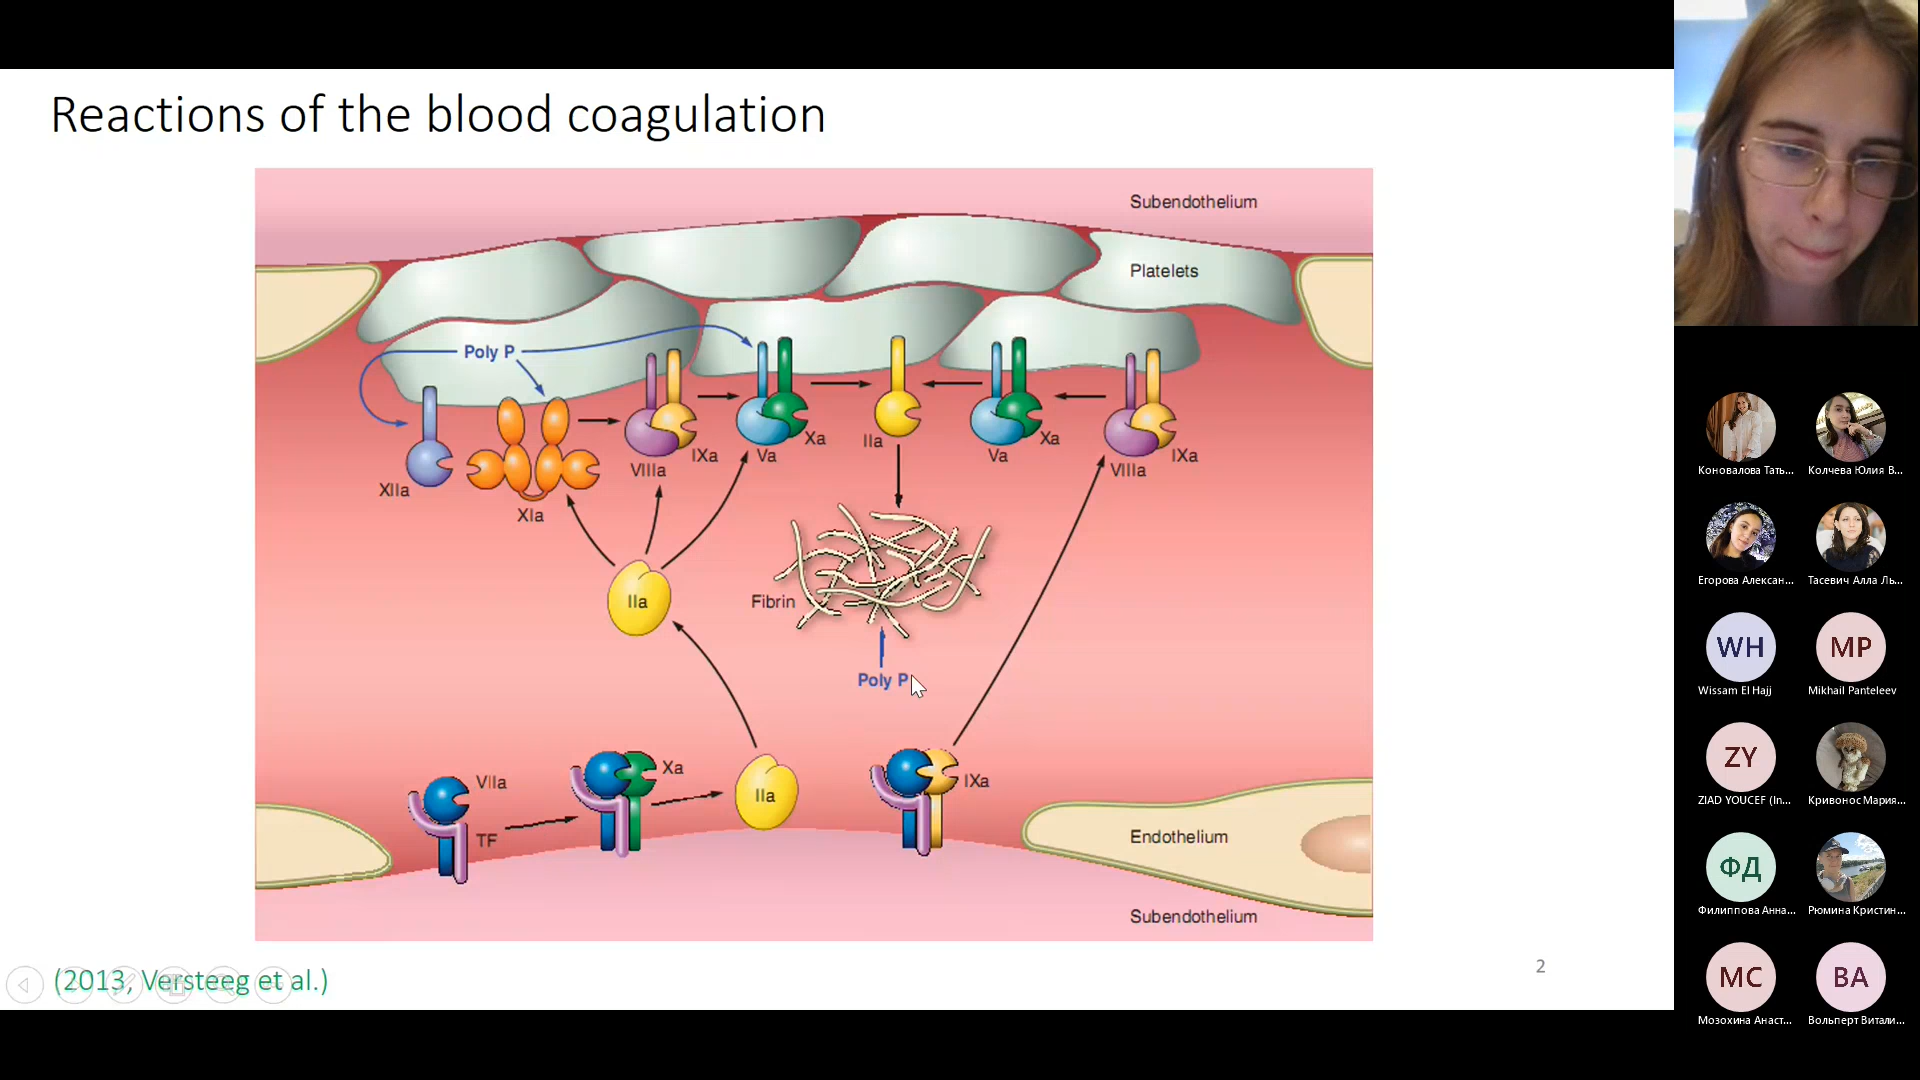 Reactions of the blood coagulation
Subendothelium
Platelets
Poly P
XIIa
XIa
VIIIa
IXa
Va
Xa
IIa
Va
Xa
VIIIa
IXa
IIa
Fibrin
Poly P
VIIa
TF
Xa
IIa
IXa
Endothelium
Subendothelium
(2013, Versteeg et al.)
2
Коновалова Тать...
Колчева Юлия В...
Егорова Алексан...
Тасевич Алла Ль...
WH
MP
Wissam El Hajj
Mikhail Panteleev
ZY
ZIAD YOUCEF (In...
Кривонос Мария...
ФД
Филиппова Анна...
Рюмина Кристин...
МС
ВА
Мозохина Анаст...
Вольперт Витали...